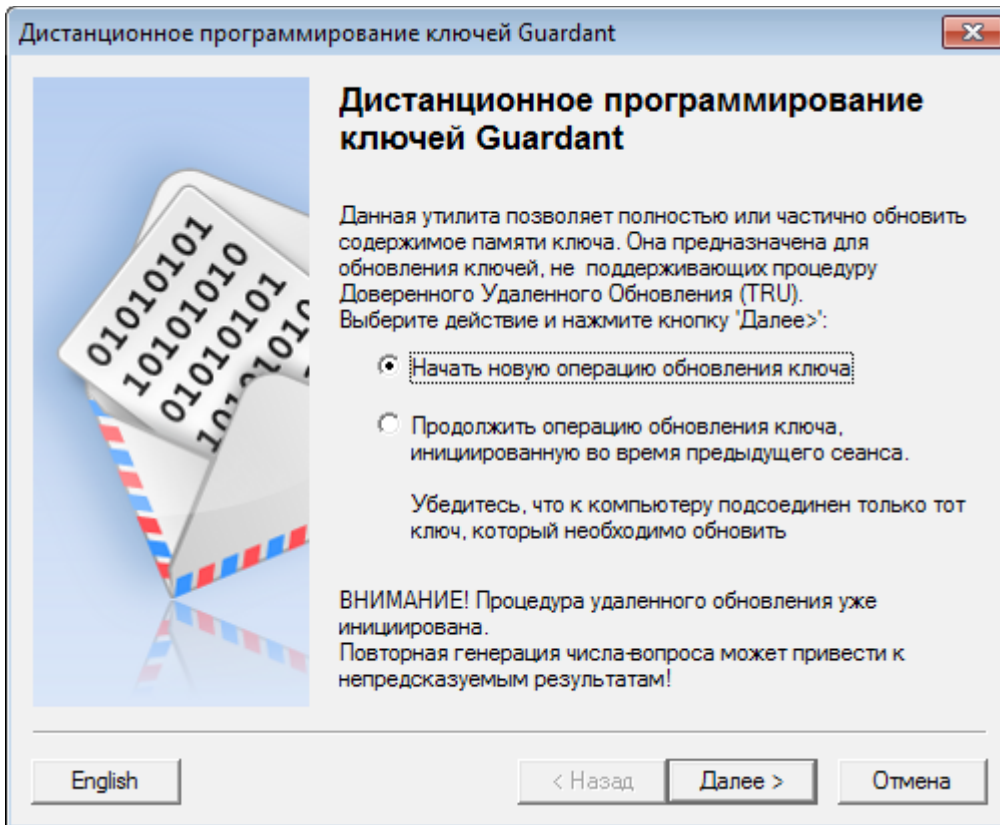 Дистанционное программирование ключей Guardant
Дистанционное программирование
ключей Guardant
01010101
10101010
01010101
Данная утилита позволяет полностью или частично обновить
содержимое памяти ключа. Она предназначена для
обновления ключей, не  поддерживающих процедуру
Доверенного Удаленного Обновления (TRU).
Выберите действие и нажмите кнопку 'Далее>':
Начать новую операцию обновления ключа
Продолжить операцию обновления ключа,
инициированную во время предыдущего сеанса.
Убедитесь, что к компьютеру подсоединен только тот
ключ, который необходимо обновить
ВНИМАНИЕ! Процедура удаленного обновления уже
инициирована.
Повторная генерация числа-вопроса может привести к
непредсказуемым результатам!
English
< Назад
Далее >
Отмена